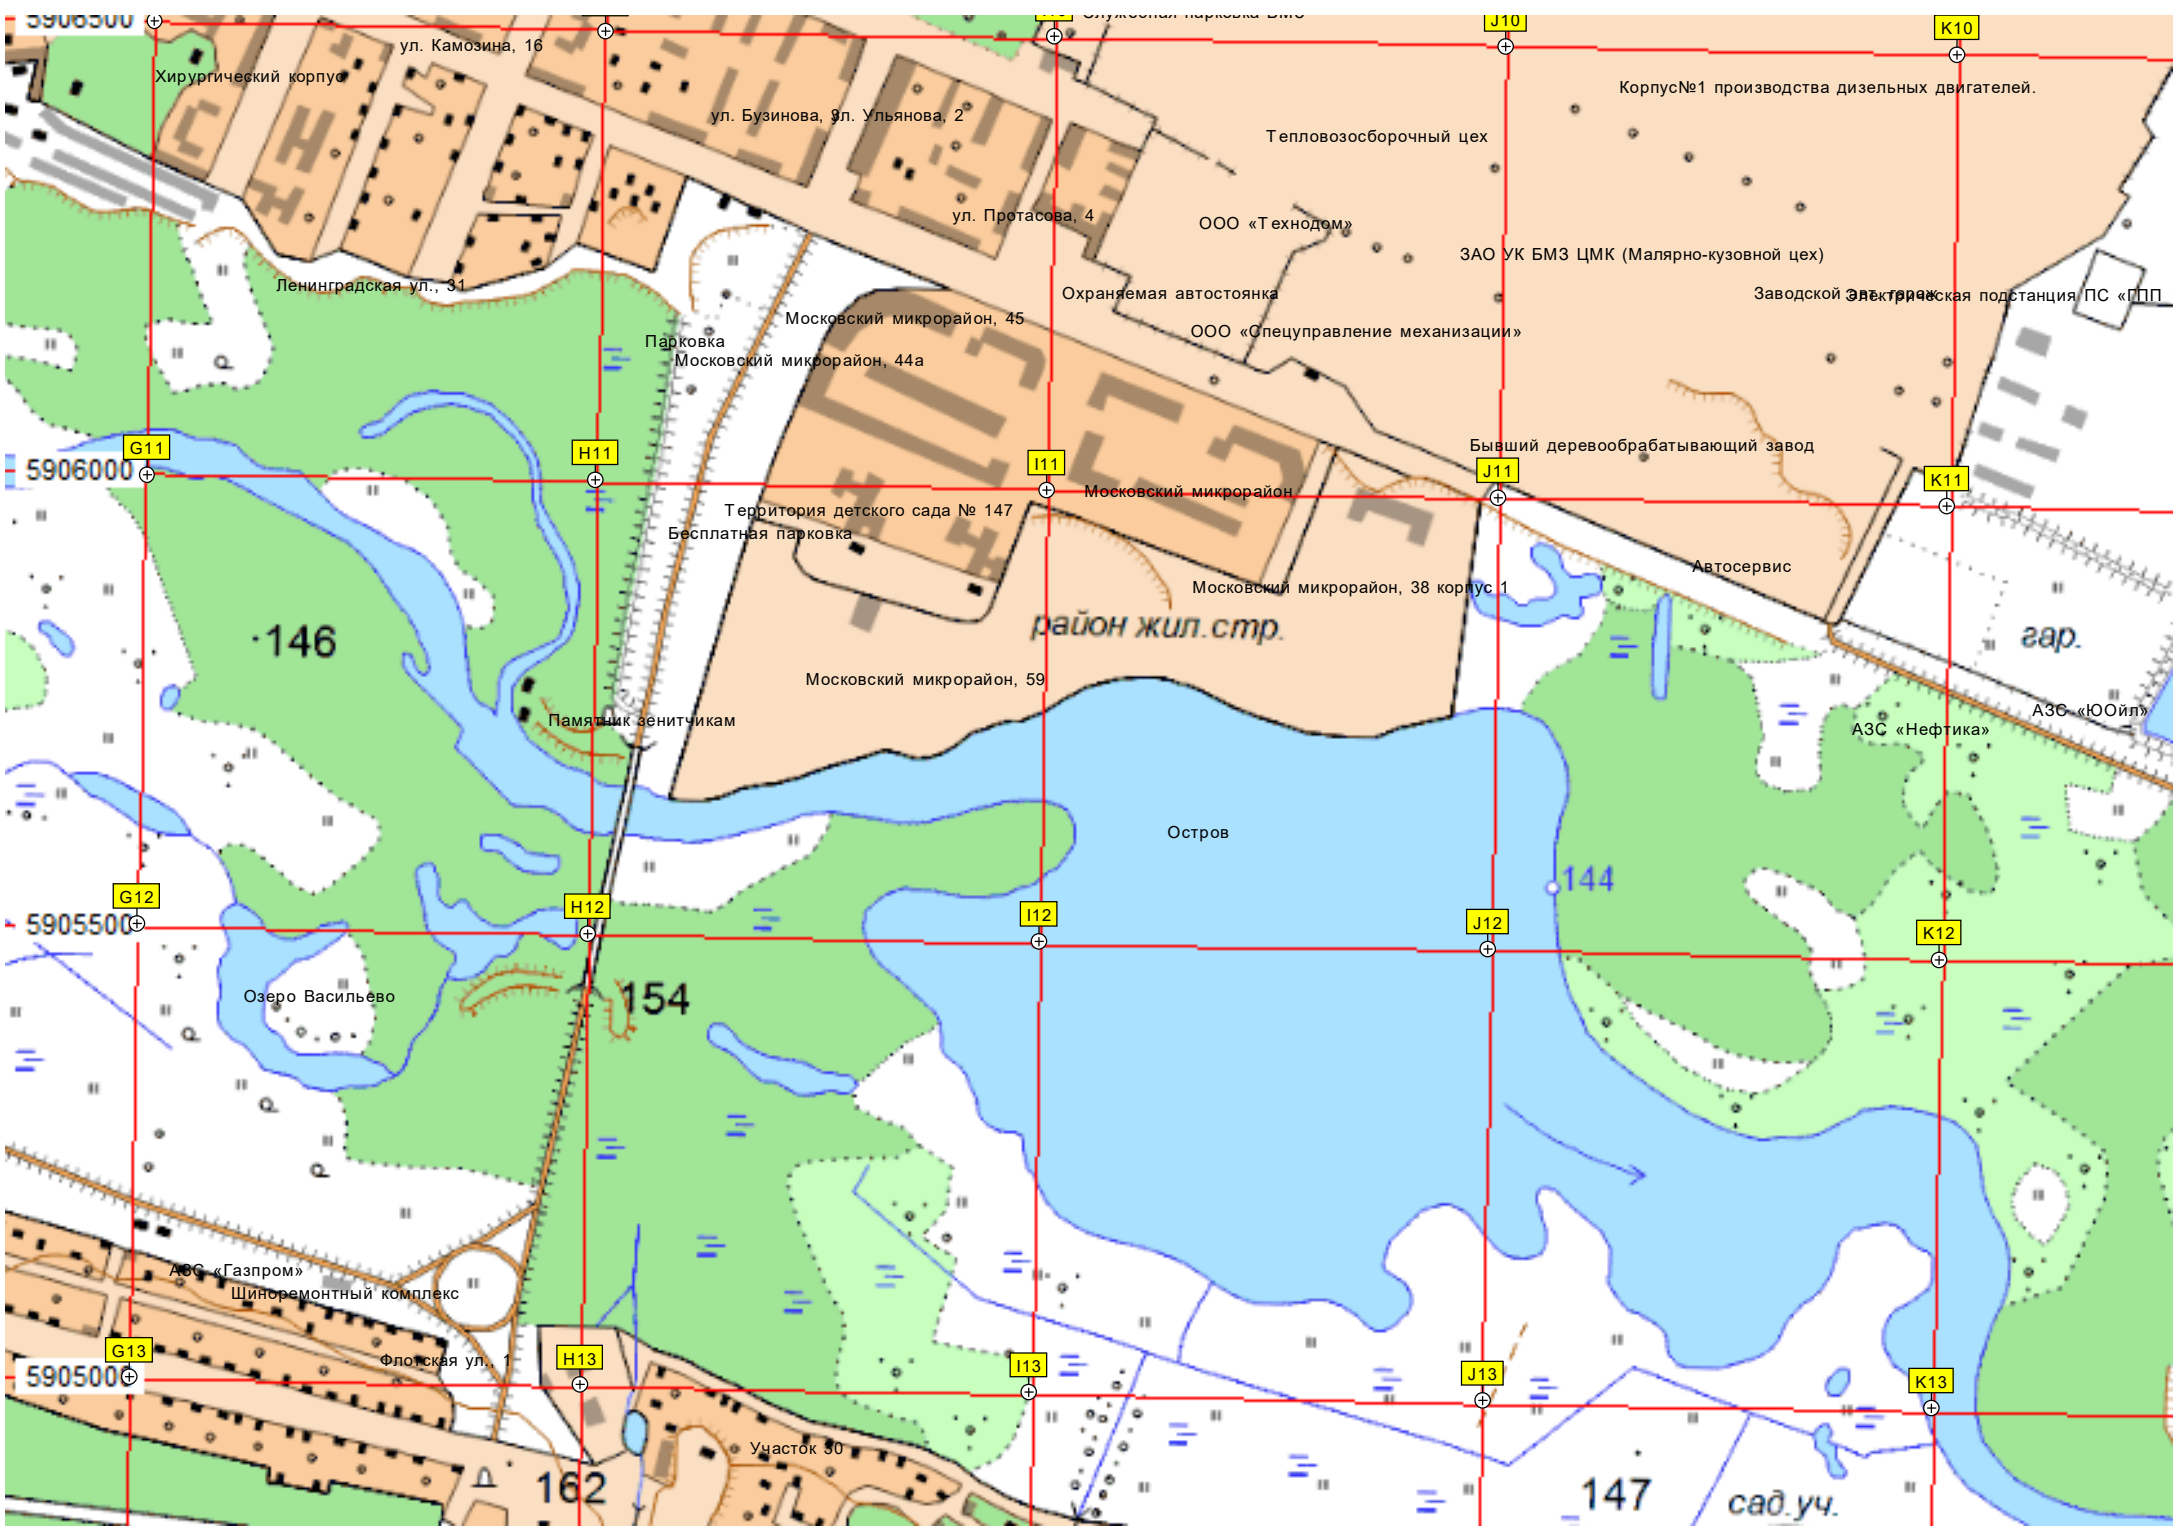 5906500
Служебная парковка БМЗ
J10
K10
ул. Камозина, 16
Хирургический корпус
Корпус№1 производства дизельных двигателей.
ул. Бузинова,
ул. Ульянова, 2
Тепловозосборочный цех
ул. Протасова, 4
ООО «Технодом»
ЗАО УК БМЗ ЦМК (Малярно-кузовной цех)
Ленинградская ул., 31
Охраняемая автостоянка
Заводской авт. гараж
Электрическая подстанция ПС «ГПП
Московский микрорайон, 45
ООО «Спецуправление механизации»
Парковка
Московский микрорайон, 44а
G11
H11
I11
J11
K11
Бывший деревообрабатывающий завод
5906000
Московский микрорайон
Территория детского сада № 147
Бесплатная парковка
Автосервис
Московский микрорайон, 38 корпус 1
район жил.стр.
146
гар.
Московский микрорайон, 59
Памятник зенитчикам
АЗС «ЮОйл»
АЗС «Нефтика»
Остров
144
G12
H12
I12
J12
K12
5905500
Озеро Васильево
154
АЗС «Газпром»
Шиноремонтный комплекс
G13
H13
I13
J13
K13
Флотская ул., 1
5905000
Участок 30
162
147
сад.уч.